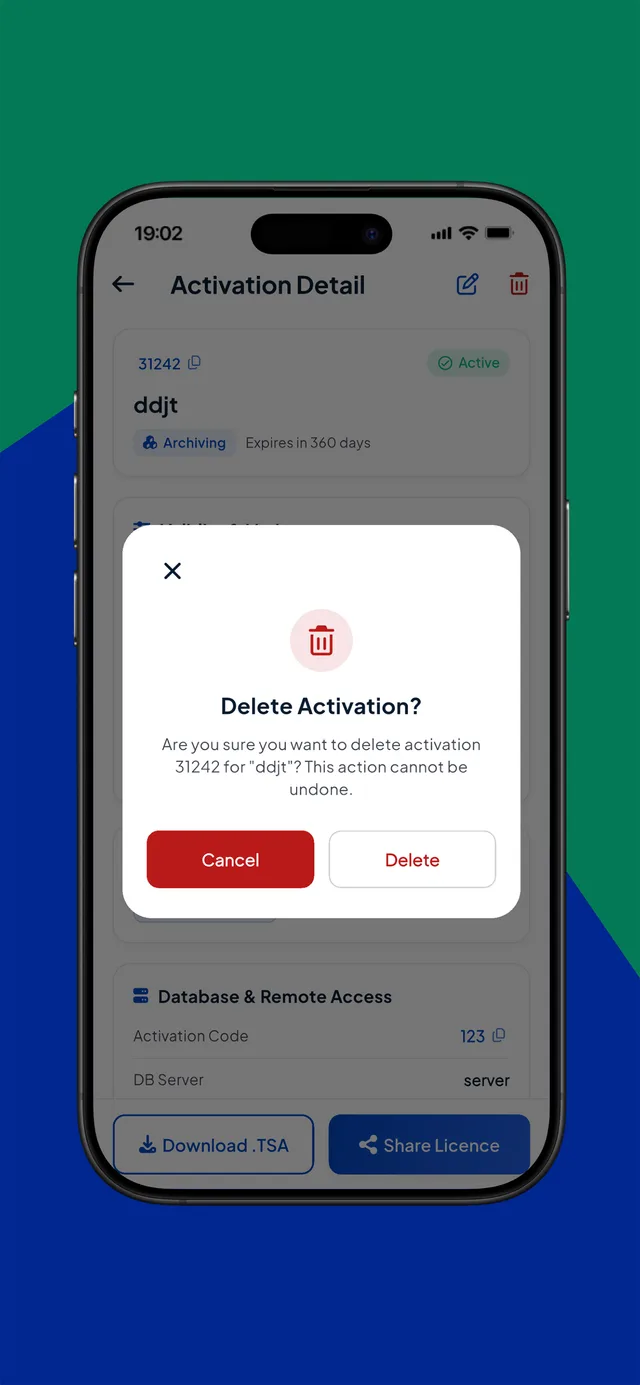 19:02
Activation Detail
31242
Active
ddjt
Archiving
Expires in 360 days
Delete Activation?
Are you sure you want to delete activation
31242 for "ddjt"? This action cannot be
undone.
Cancel
Delete
Database & Remote Access
Activation Code
123
DB Server
server
Download .TSA
Share Licence